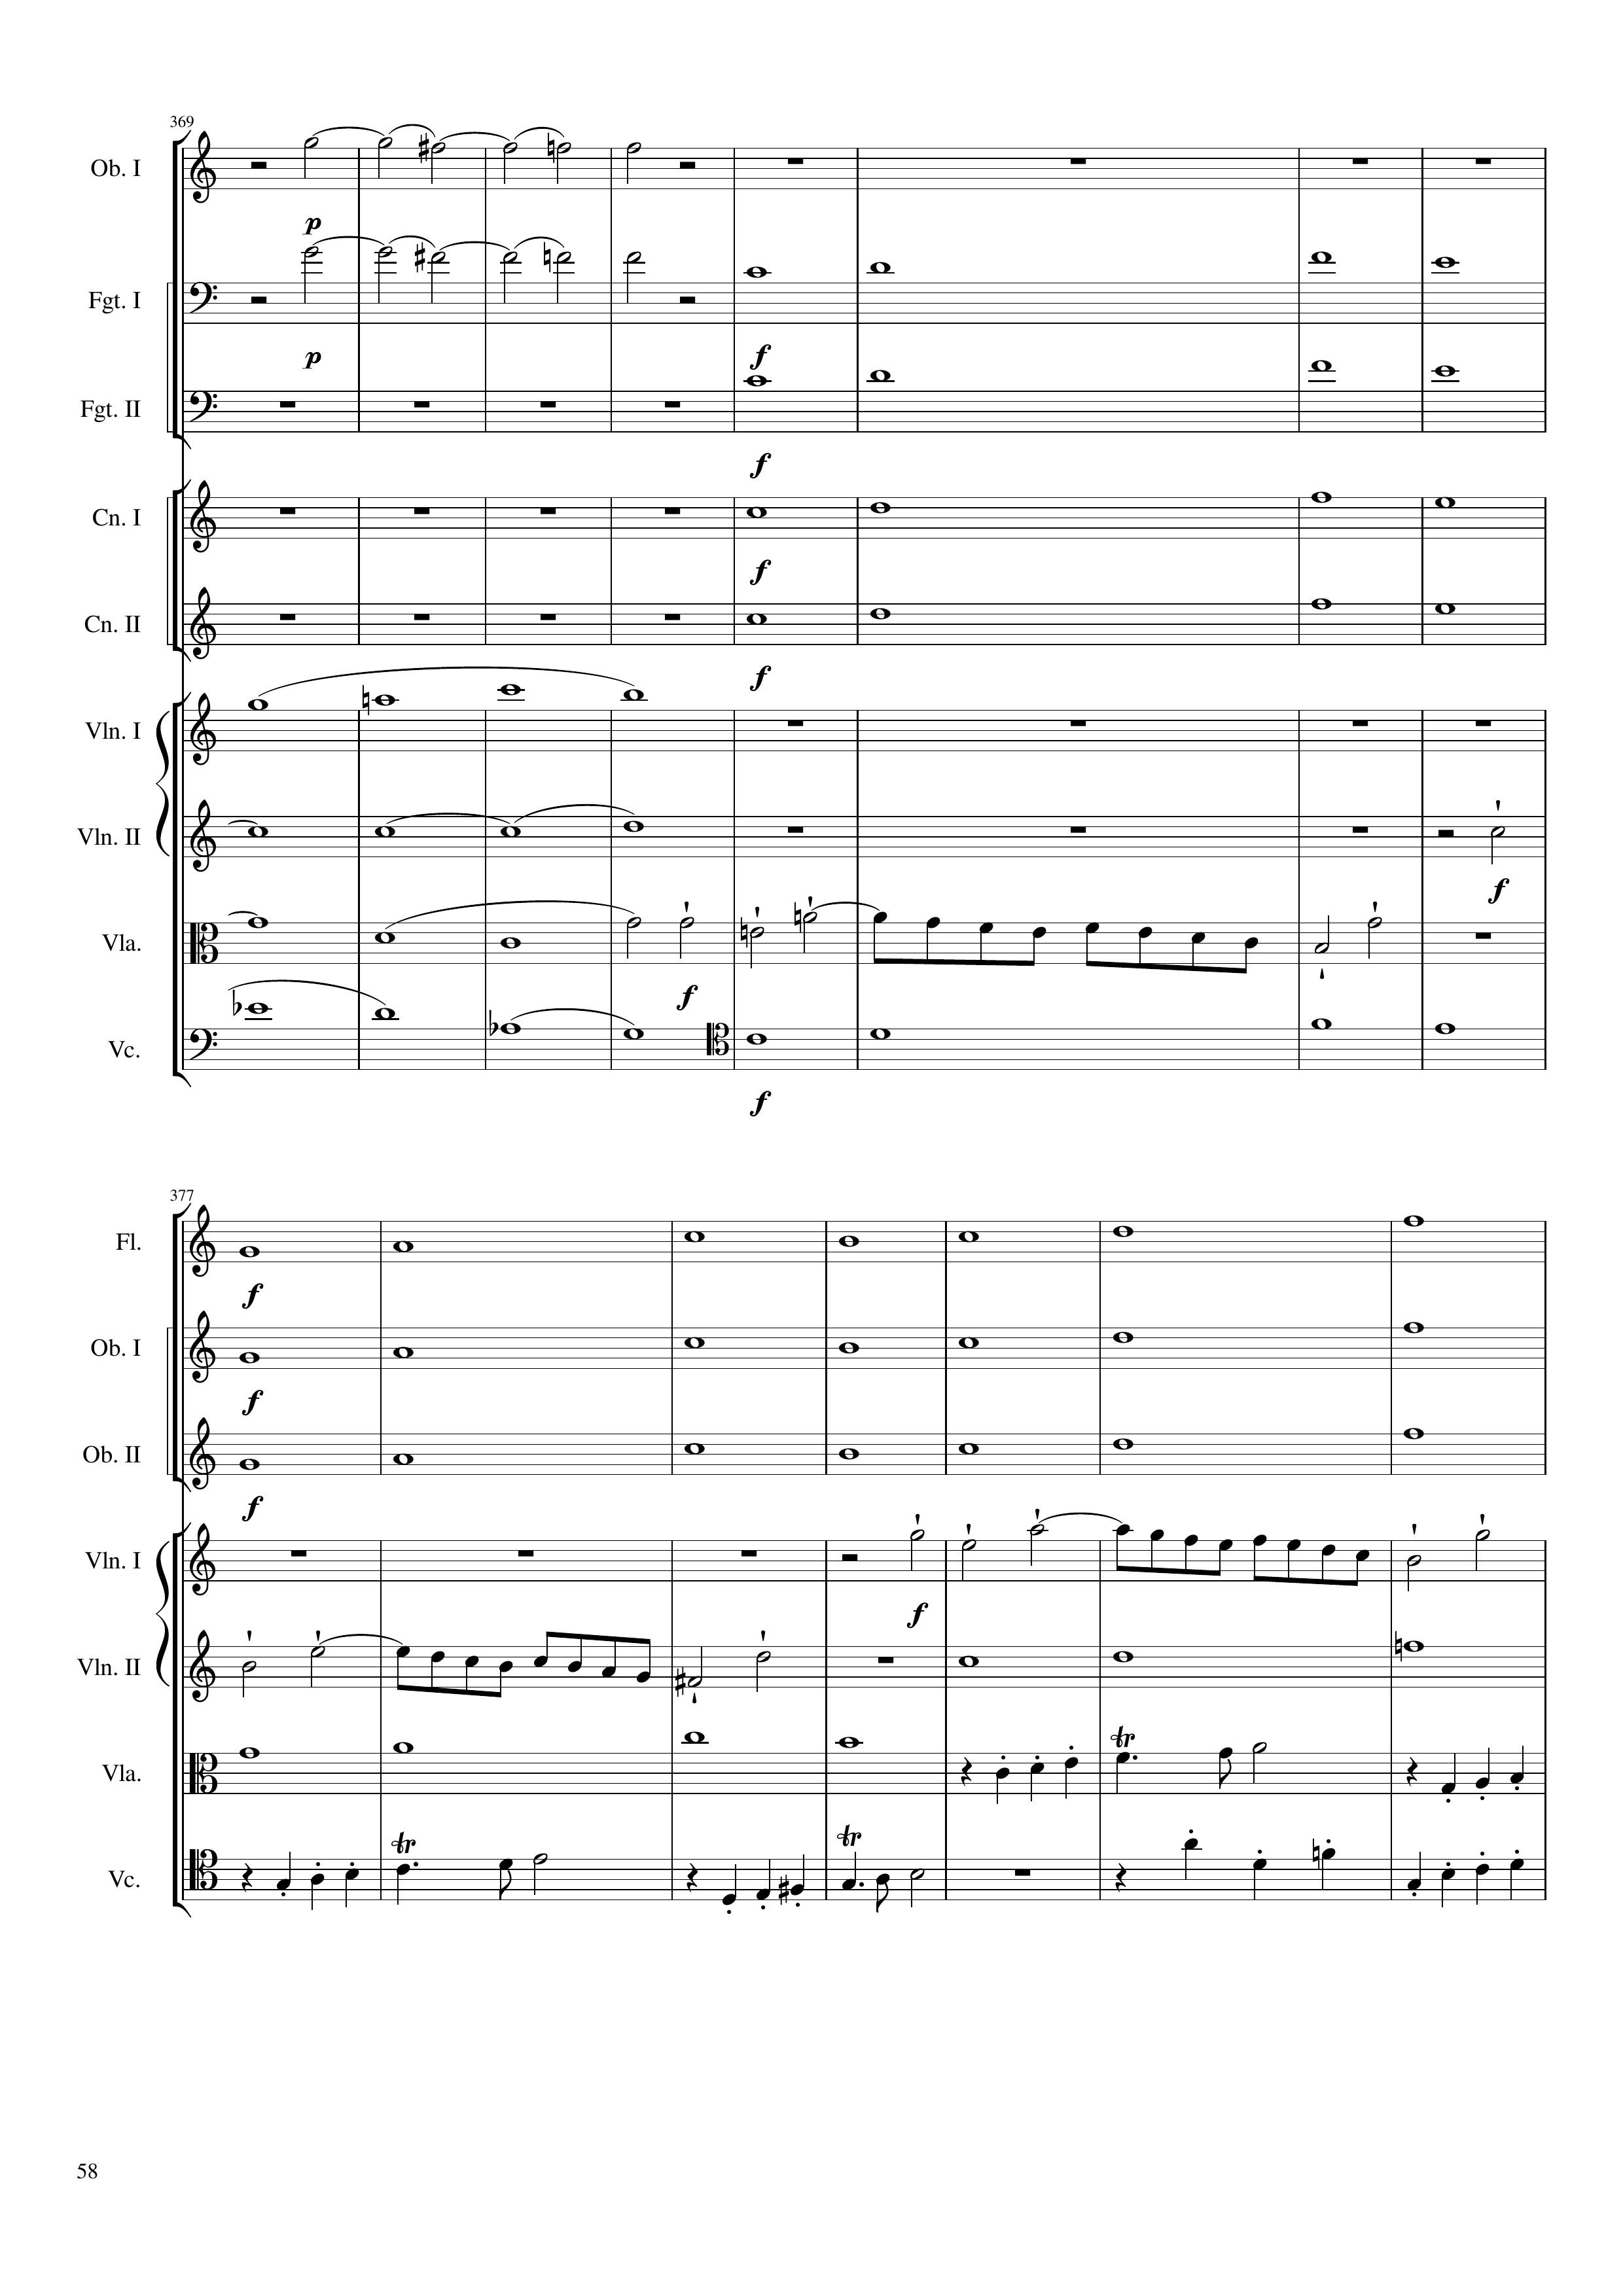 369
Ob. I
p
Fgt. I
p
f
Fgt. II
f
Cn. I
f
Cn. II
f
Vln. I
Vln. II
f
Vla.
f
Vc.
f
377
Fl.
f
Ob. I
f
Ob. II
f
Vln. I
f
Vln. II
tr
Vla.
tr tr
Vc.
58